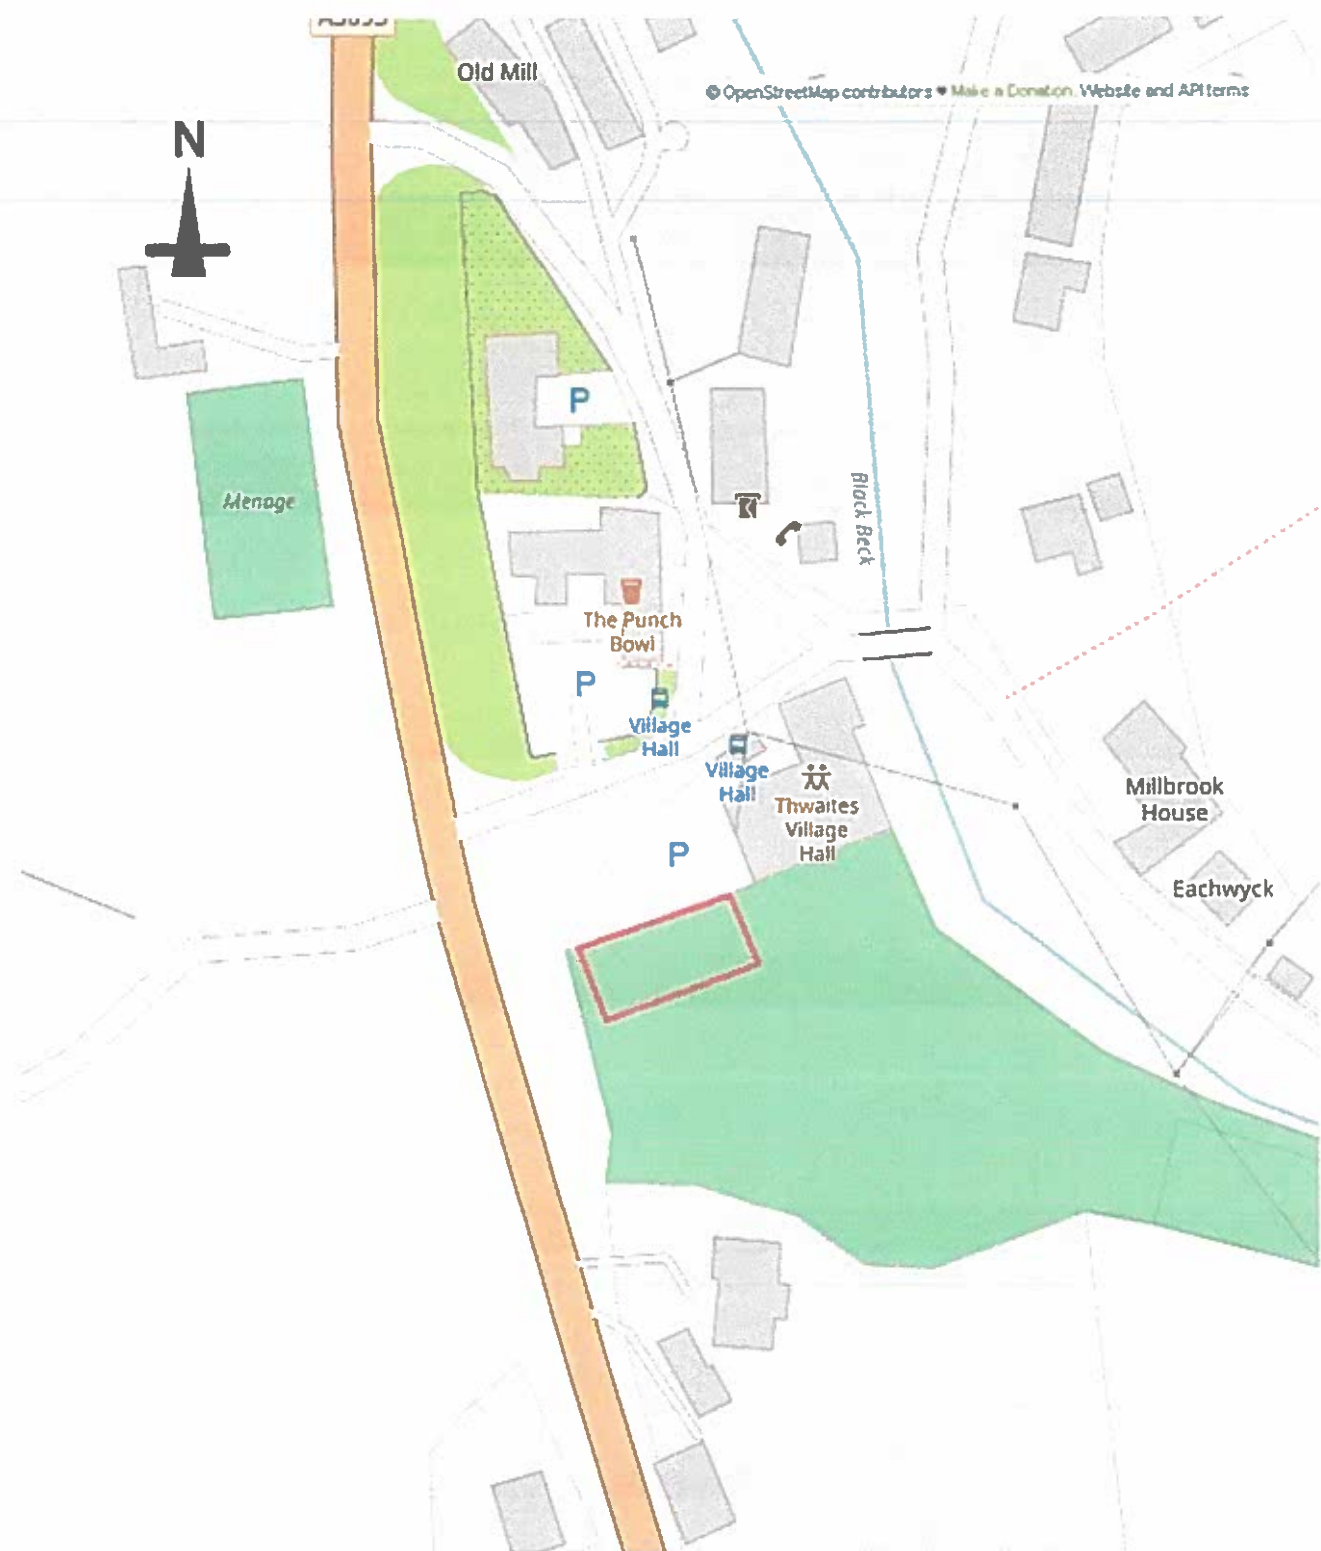 Old Mill
© OpenStreetMap contributors ♥ Make a Donation. Website and API terms
N
P
Menage
Black Beck
The Punch
Bowl
P
Village
Hall
Village
Hall
Thwaites
Village
Hall
Millbrook
House
P
Eachwyck